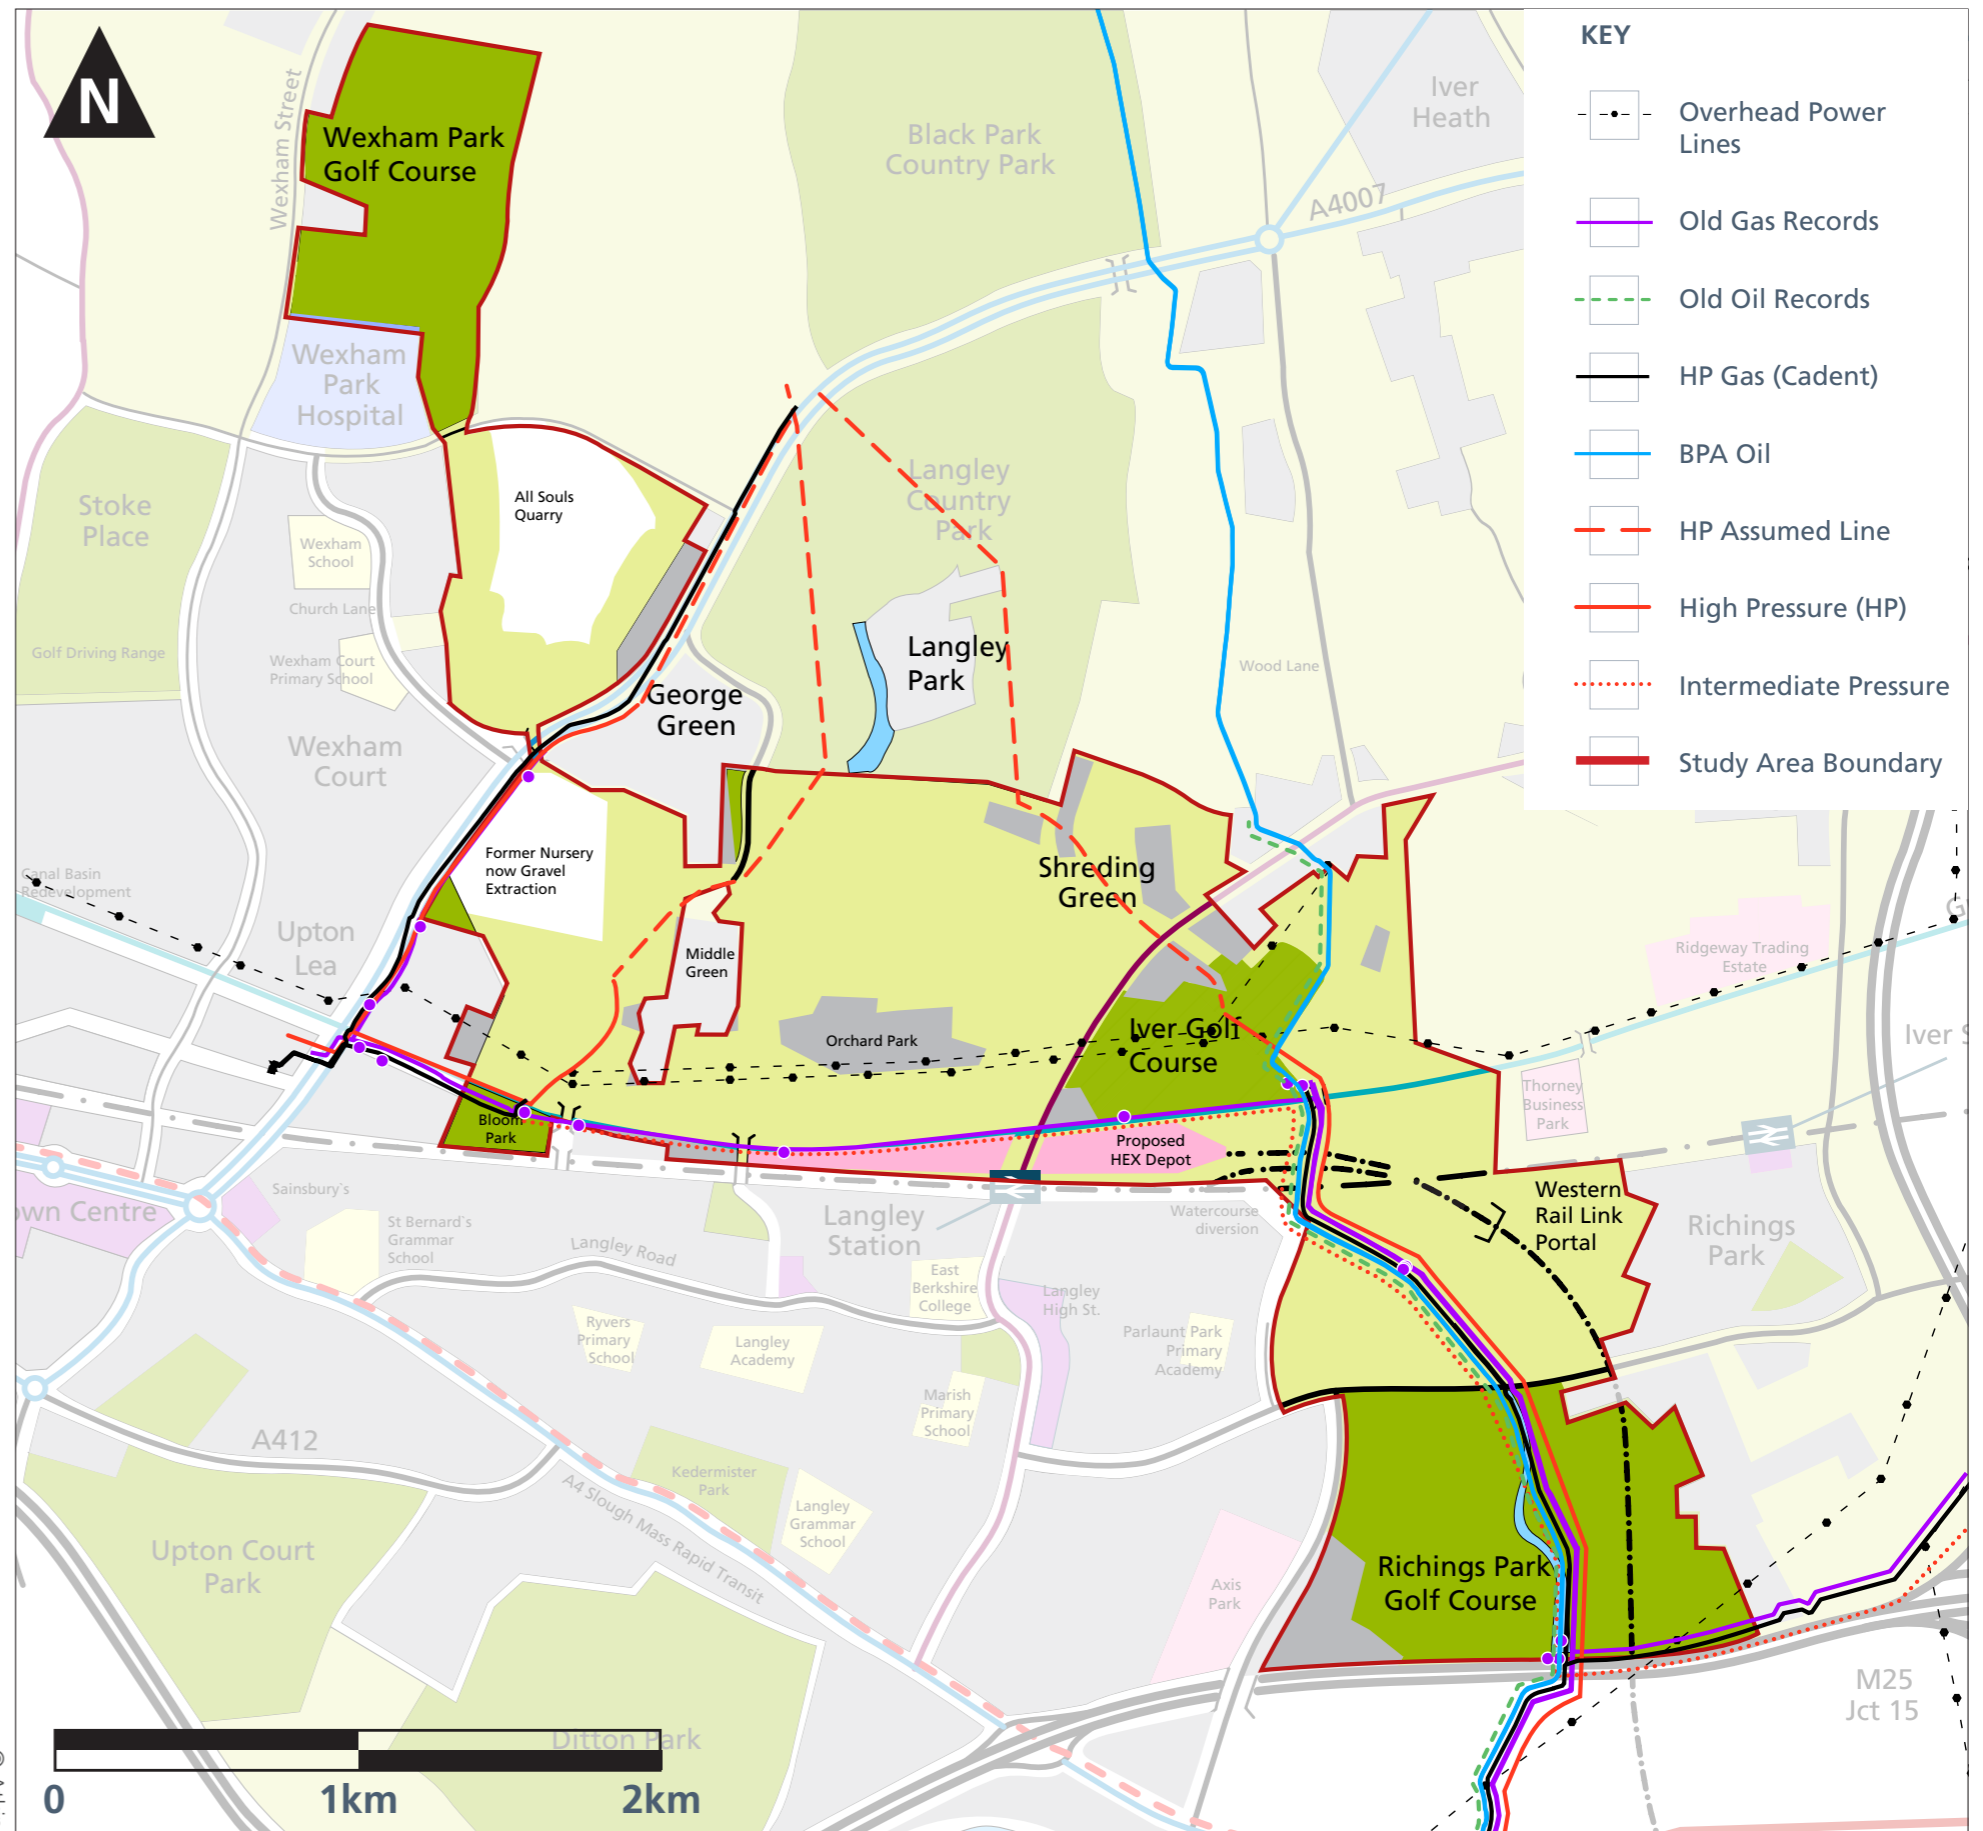 KEY
Overhead Power
Lines
Old Gas Records
Old Oil Records
HP Gas (Cadent)
BPA Oil
HP Assumed Line
High Pressure (HP)
Intermediate Pressure
Study Area Boundary
N
Wexham Street
Wexham Park
Golf Course
Black Park
Country Park
Iver
Heath
A4007
Wexham
Park
Hospital
Stoke
Place
All Souls
Quarry
Langley
Country
Park
Wexham
School
Church Lane
Golf Driving Range
Wexham Court
Primary School
Langley
Park
Wood Lane
George
Green
Wexham
Court
Former Nursery
now Gravel
Extraction
Shreding
Green
Canal Basin
Redevelopment
Upton
Lea
Middle
Green
Ridgeway Trading
Estate
Orchard Park
Iver Golf
Course
Iver
Thorney
Business
Park
Bloom
Park
Proposed
HEX Depot
Sainsbury`s
own Centre
St Bernard`s
Grammar
School
Langley Road
Langley
Station
Watercourse
diversion
Western
Rail Link
Portal
Richings
Park
East
Berkshire
College
Langley
High St.
Ryvers
Primary
School
Langley
Academy
Parlaunt Park
Primary
Academy
Marish
Primary
School
A412
Kedermister
Park
A4 Slough Mass Rapid Transit
Langley
Grammar
School
Upton Court
Park
Axis
Park
Richings Park
Golf Course
M25
Jct 15
Ditton Park
0
1km
2km